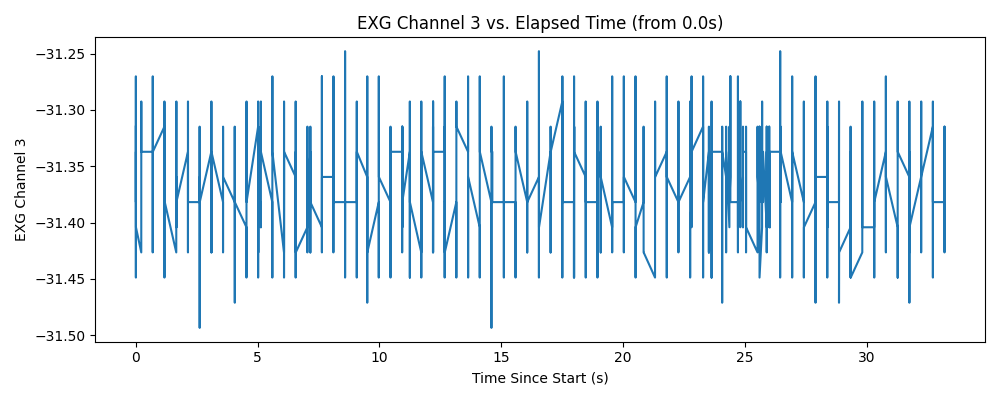 EXG Channel 3 vs. Elapsed Time (from 0.0s)
EXG Channel 3
−31.25
−31.30
−31.35
−31.40
−31.45
−31.50
0 5 10 15 20 25 30
Time Since Start (s)